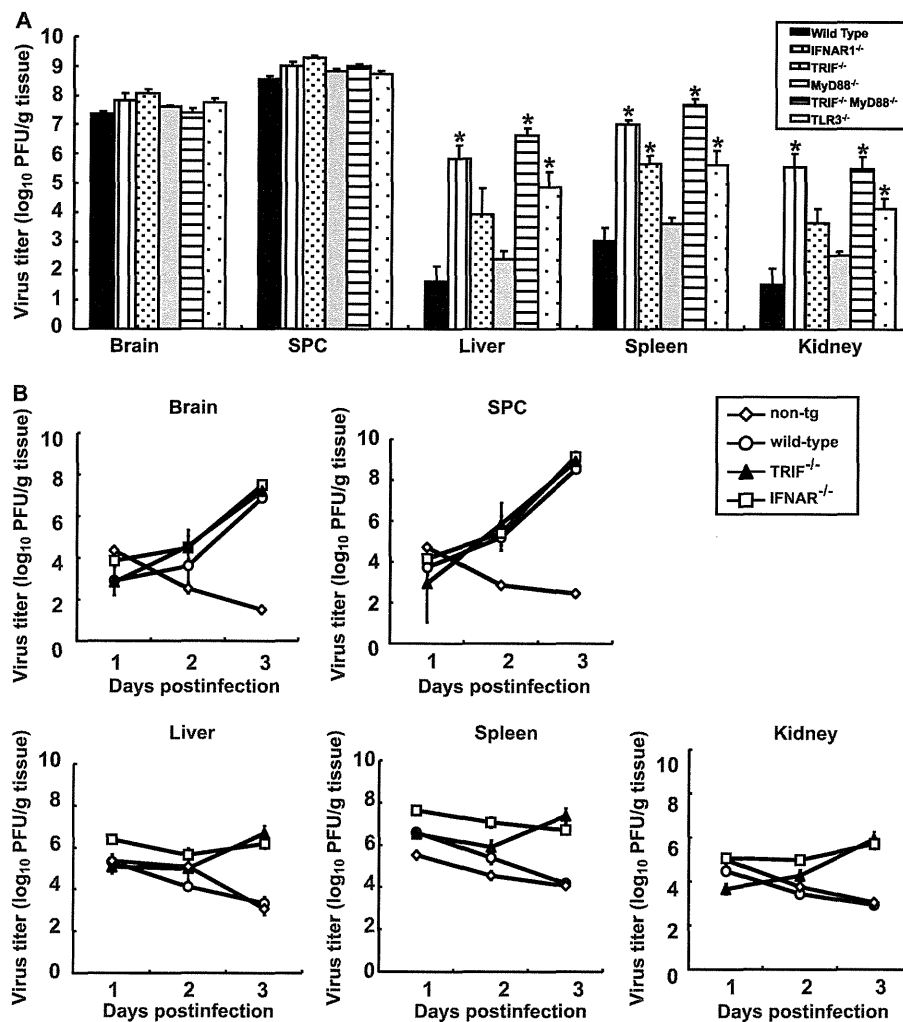 A
Virus titer (log₁₀ PFU/g tissue)
10
9
8
7
6
5
4
3
2
1
0
Wild Type
IFNAR1⁻/⁻
TRIF⁻/⁻
MyD88⁻/⁻
TRIF⁻/⁻ MyD88⁻/⁻
TLR3⁻/⁻
* * * * * * * * * *
Brain SPC Liver Spleen Kidney
B
Brain
Virus titer (log₁₀ PFU/g tissue)
10
8
6
4
2
0
1 2 3
Days postinfection
SPC
Virus titer (log₁₀ PFU/g tissue)
10
8
6
4
2
0
1 2 3
Days postinfection
non-tg
wild-type
TRIF⁻/⁻
IFNAR⁻/⁻
Liver
Virus titer (log₁₀ PFU/g tissue)
10
8
6
4
2
0
1 2 3
Days postinfection
Spleen
Virus titer (log₁₀ PFU/g tissue)
10
8
6
4
2
0
1 2 3
Days postinfection
Kidney
Virus titer (log₁₀ PFU/g tissue)
10
8
6
4
2
0
1 2 3
Days postinfection